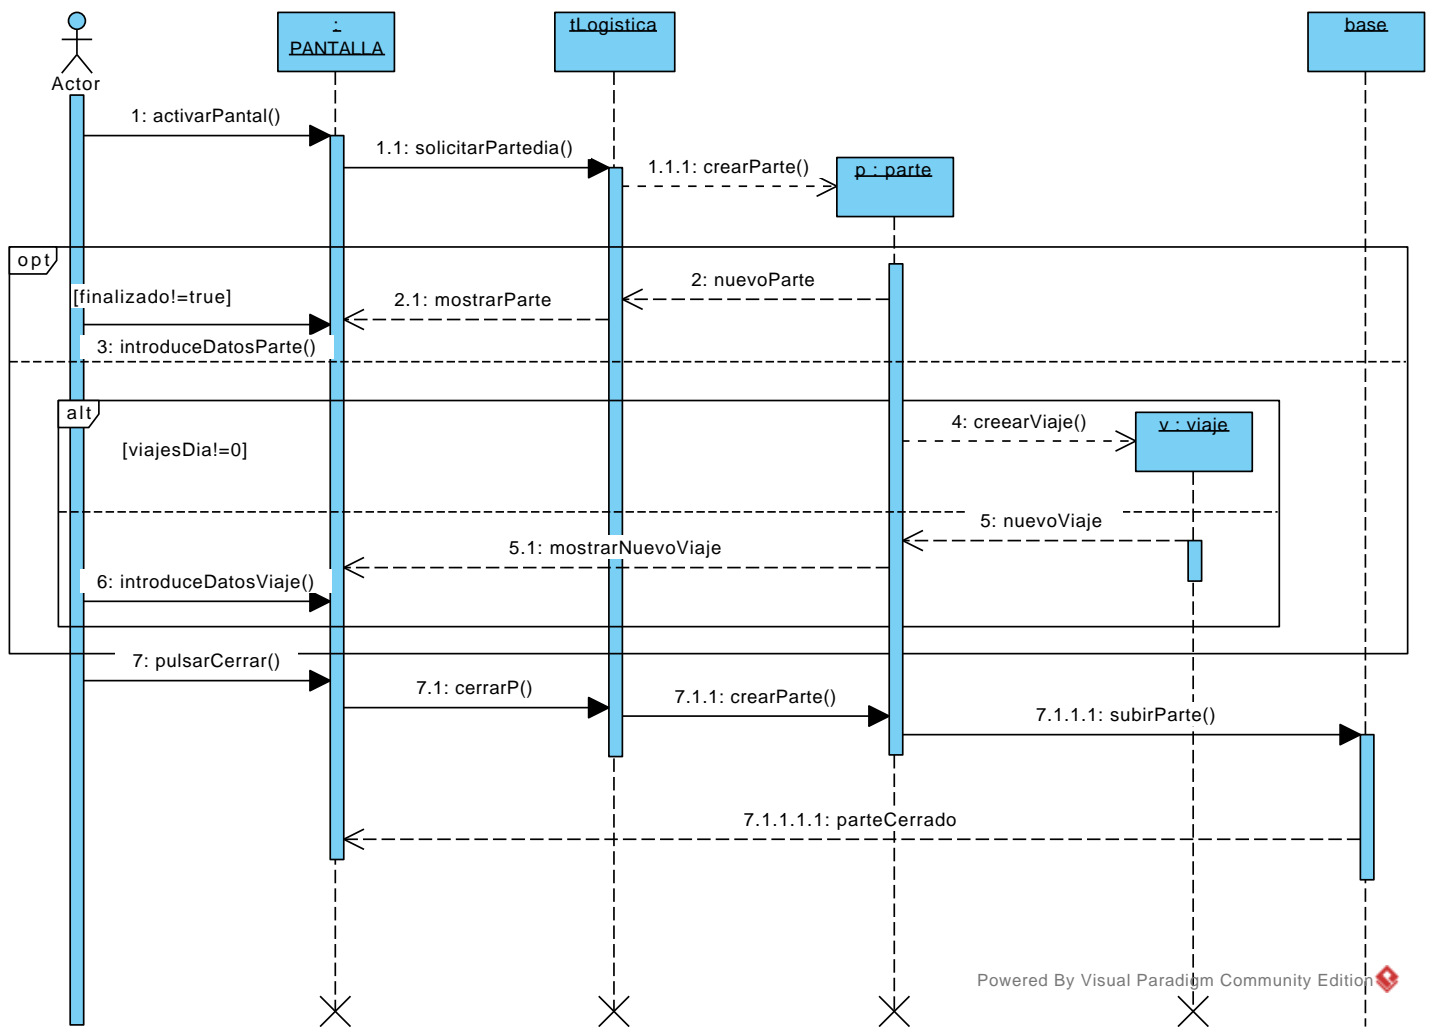 :
PANTALLA
tLogistica
base
Actor
1: activarPantal()
1.1: solicitarPartedia()
1.1.1: crearParte()
p : parte
opt
2: nuevoParte
[finalizado!=true]
2.1: mostrarParte
3: introduceDatosParte()
alt
4: creearViaje()
v : viaje
[viajesDia!=0]
5: nuevoViaje
5.1: mostrarNuevoViaje
6: introduceDatosViaje()
7: pulsarCerrar()
7.1: cerrarP()
7.1.1: crearParte()
7.1.1.1: subirParte()
7.1.1.1.1: parteCerrado
Powered By Visual Paradigm Community Edition